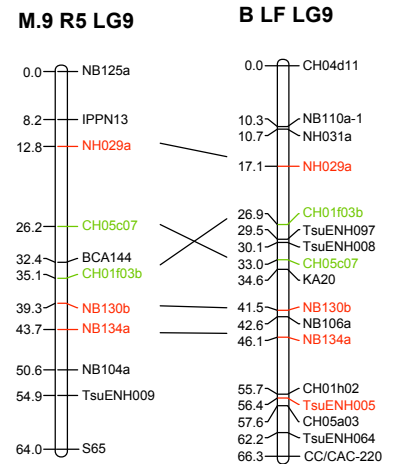 M.9 R5 LG9
0.0 NB125a
8.2 IPPN13
12.8 NH029a
26.2 CH05c07
32.4 BCA144
35.1 CH01f03b
39.3 NB130b
43.7 NB134a
50.6 NB104a
54.9 TsuENH009
64.0 S65
B LF LG9
0.0 CH04d11
10.3 NB110a-1
10.7 NH031a
17.1 NH029a
26.9 CH01f03b
29.5 TsuENH097
30.1 TsuENH008
33.0 CH05c07
34.6 KA20
41.5 NB130b
42.6 NB106a
46.1 NB134a
55.7 CH01h02
56.4 TsuENH005
57.6 CH05a03
62.2 TsuENH064
66.3 CC/CAC-220